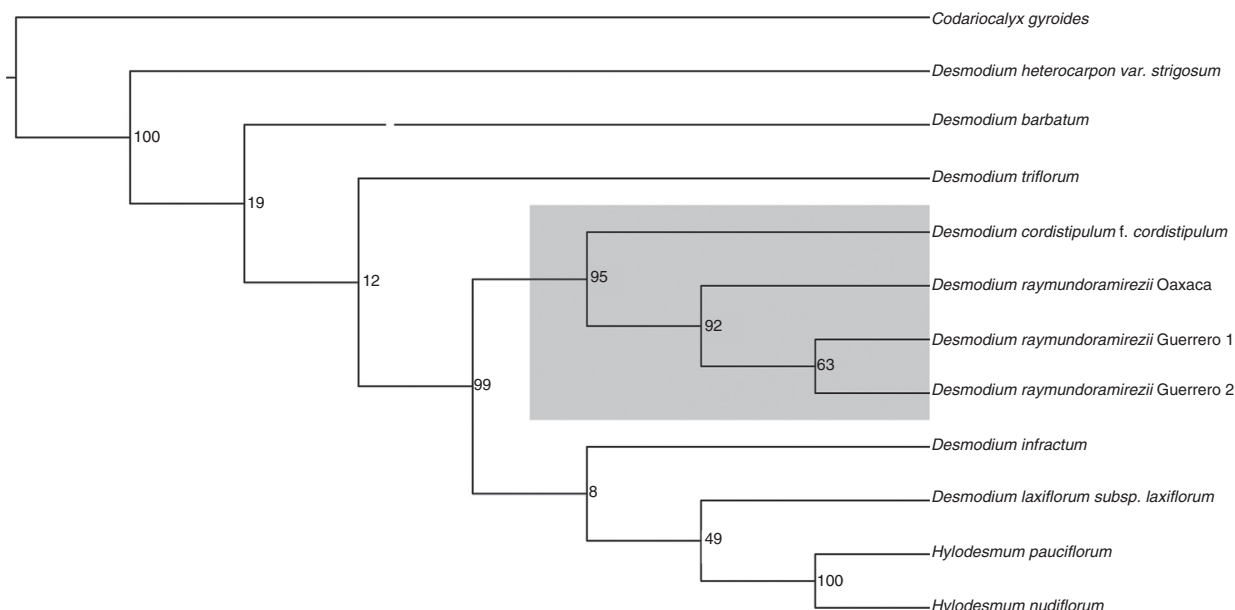 Codariocalyx gyroides
Desmodium heterocarpon var. strigosum
Desmodium barbatum
100
Desmodium triflorum
19
Desmodium cordistipulum f. cordistipulum
95
12
Desmodium raymundoramirezii Oaxaca
92
Desmodium raymundoramirezii Guerrero 1
63
99
Desmodium raymundoramirezii Guerrero 2
Desmodium infractum
8
Desmodium laxiflorum subsp. laxiflorum
49
Hylodesmum pauciflorum
100
Hylodesmum nudiflorum